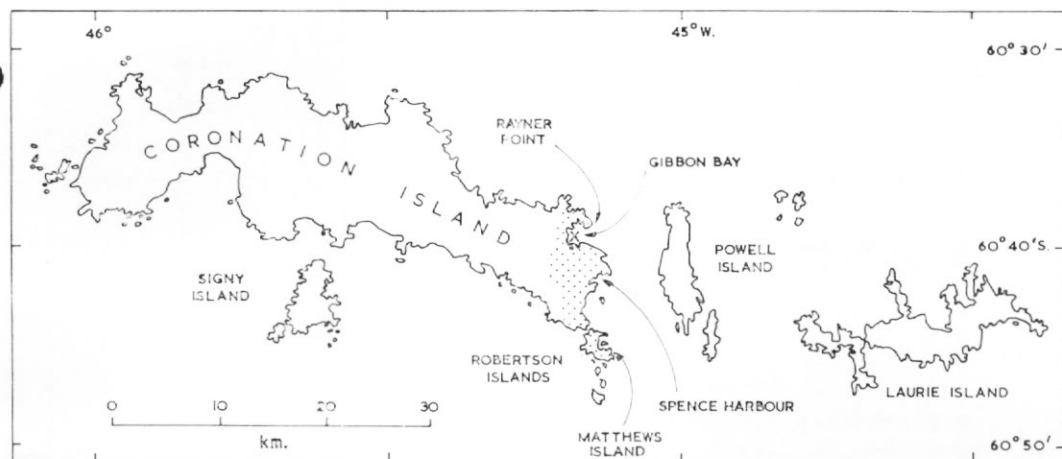 46°
45° W.
60° 30'
RAYNER
POINT
GIBBON BAY
CORONATION ISLAND
60° 40' S.
POWELL
ISLAND
SIGNY
ISLAND
ROBERTSON
ISLANDS
LAURIE ISLAND
SPENCE HARBOUR
0 10 20 30
km.
MATTHEWS
ISLAND
60° 50'